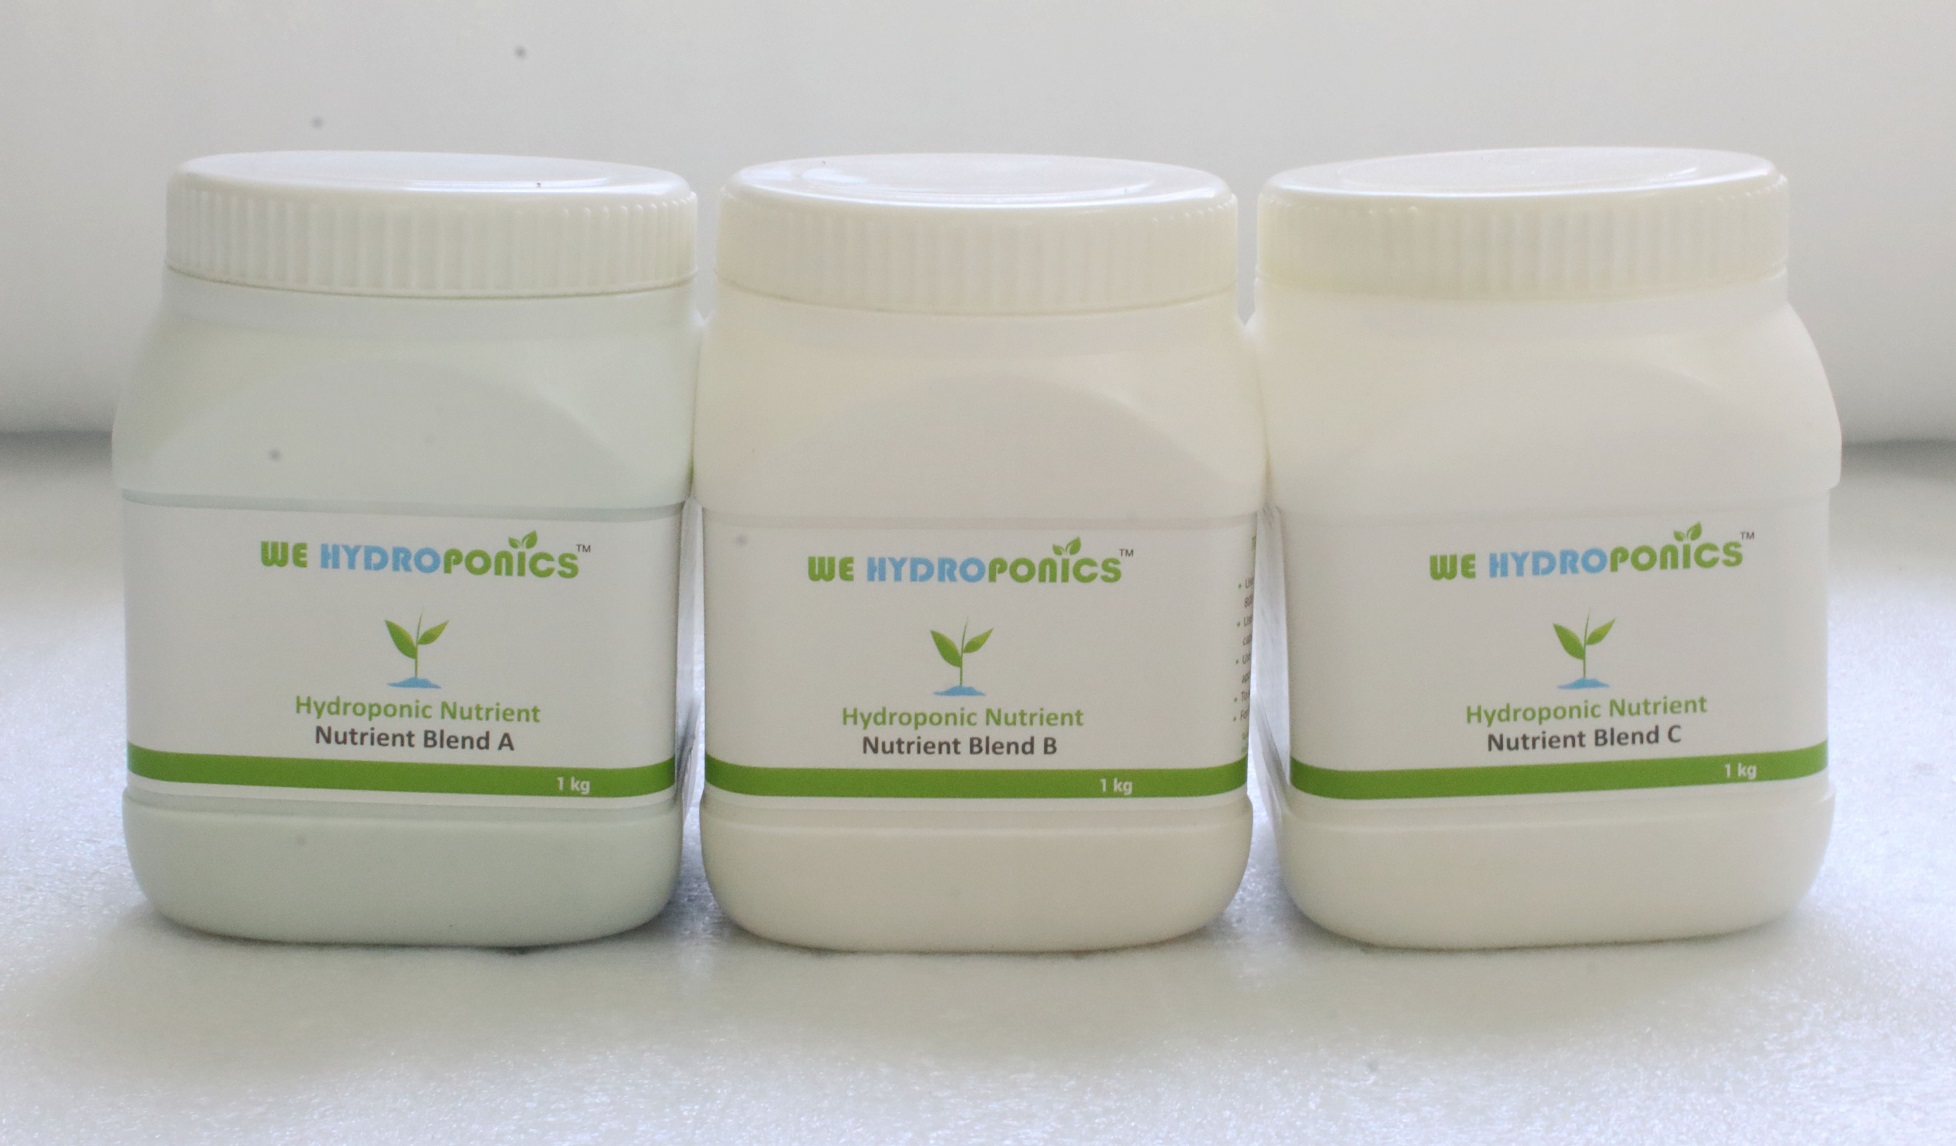 WE HYDROPONICS™
Hydroponic Nutrient
Nutrient Blend A
1 kg
WE HYDROPONICS™
Hydroponic Nutrient
Nutrient Blend B
1 kg
WE HYDROPONICS™
Hydroponic Nutrient
Nutrient Blend C
1 kg